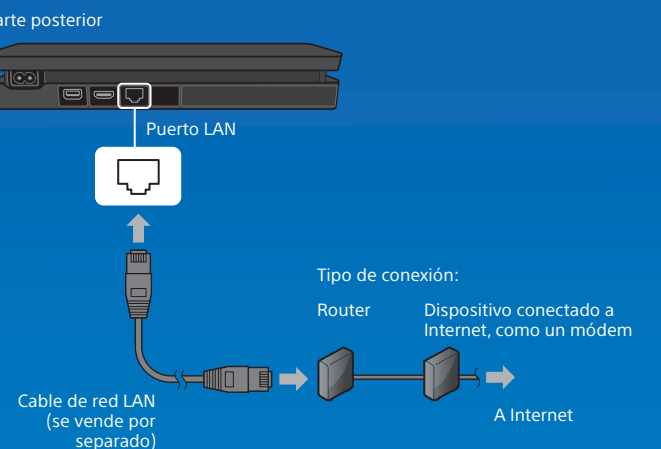 arte posterior
Puerto LAN
Tipo de conexión:
Router
Dispositivo conectado a
Internet, como un módem
Cable de red LAN
(se vende por
separado)
A Internet